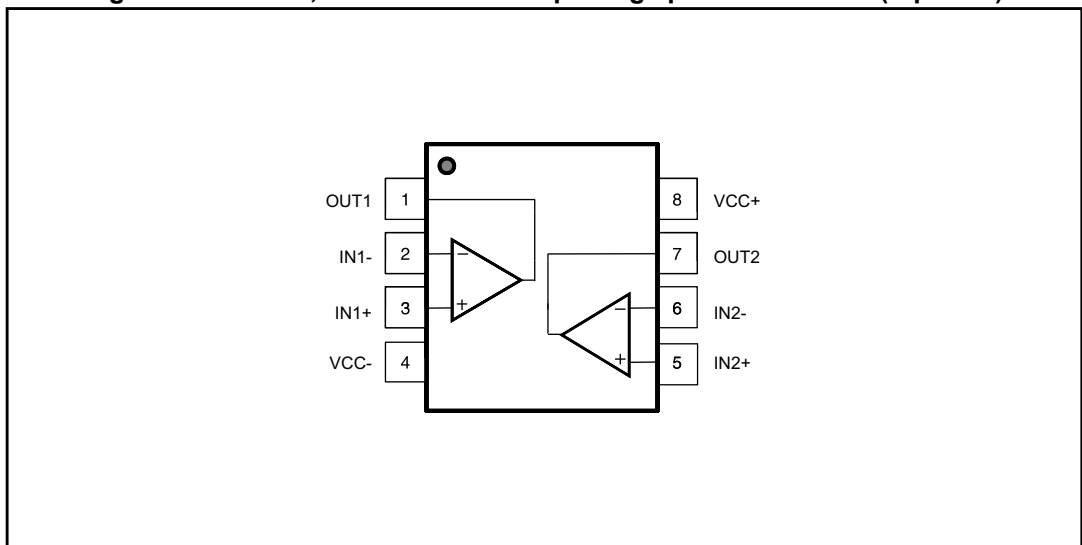 OUT1 1 8 VCC+
IN1- 2 − 7 OUT2
IN1+ 3 + − 6 IN2-
VCC- 4 + 5 IN2+